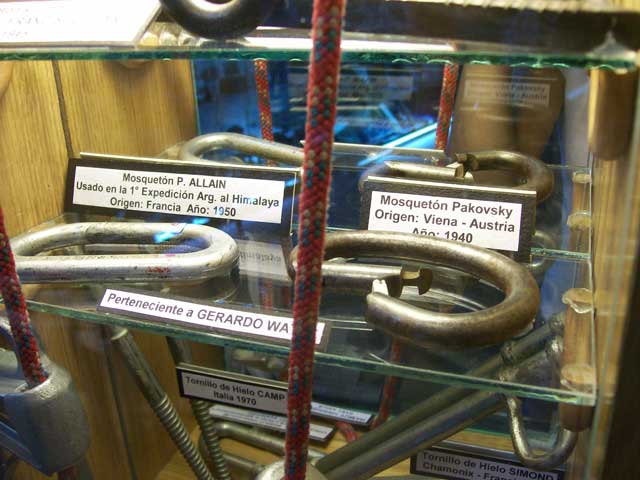 Mosquetón P. ALLAIN
Usado en la 1° Expedición Arg. al Himalaya
Origen: Francia Año: 1950
Mosquetón Pakovsky
Origen: Viena - Austria
Año: 1940
Perteneciente a GERARDO
Tornillo de Hielo CAMP
Italia 1970
Tornillo de Hielo SIMOND
Chamonix -